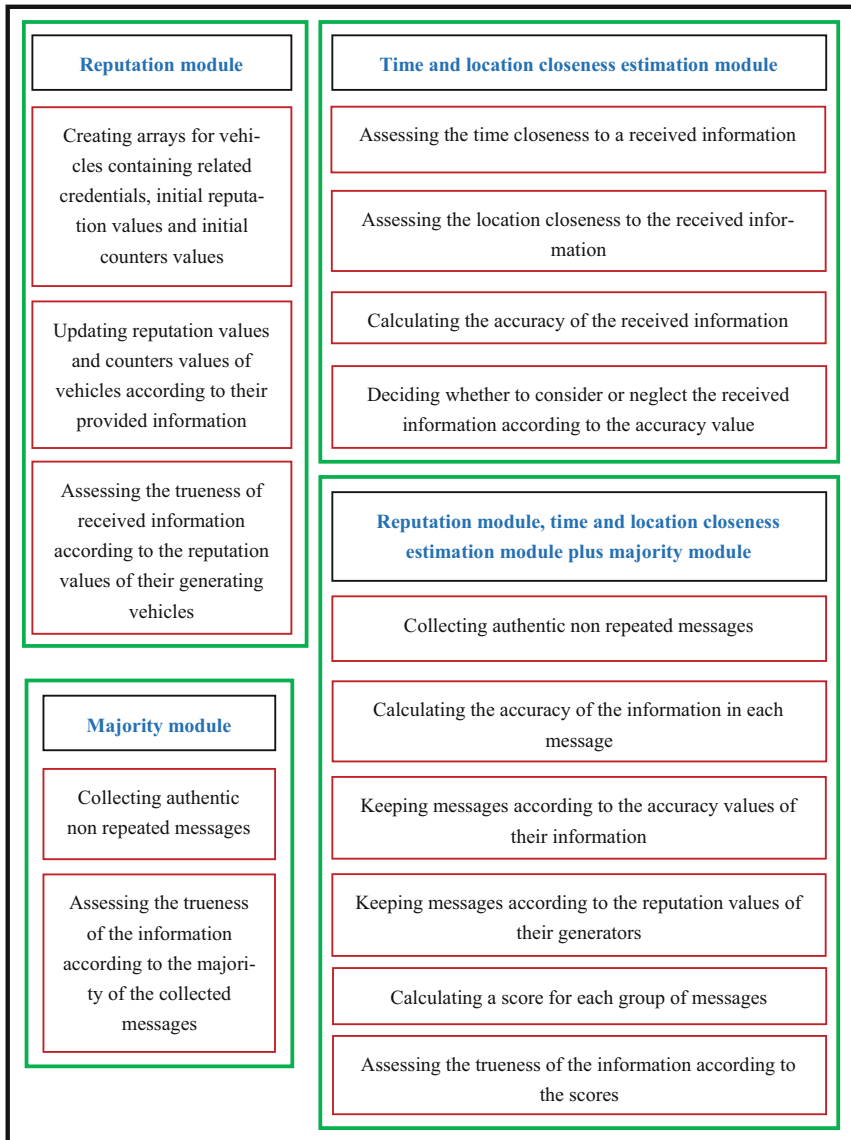 Reputation module
Creating arrays for vehi-
cles containing related
credentials, initial reputa-
tion values and initial
counters values
Updating reputation values
and counters values of
vehicles according to their
provided information
Assessing the trueness of
received information
according to the reputation
values of their generating
vehicles
Majority module
Collecting authentic
non repeated messages
Assessing the trueness
of the information
according to the majori-
ty of the collected
messages
Time and location closeness estimation module
Assessing the time closeness to a received information
Assessing the location closeness to the received infor-
mation
Calculating the accuracy of the received information
Deciding whether to consider or neglect the received
information according to the accuracy value
Reputation module, time and location closeness
estimation module plus majority module
Collecting authentic non repeated messages
Calculating the accuracy of the information in each
message
Keeping messages according to the accuracy values of
their information
Keeping messages according to the reputation values of
their generators
Calculating a score for each group of messages
Assessing the trueness of the information according to
the scores